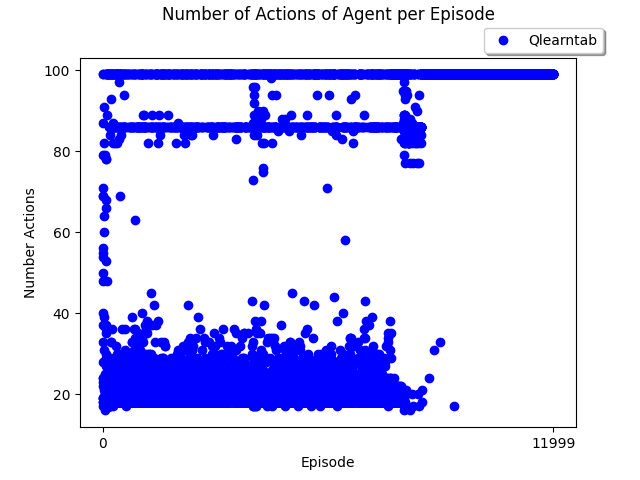 Number of Actions of Agent per Episode
Qlearntab
100
80
60
40
20
Number Actions
0
11999
Episode